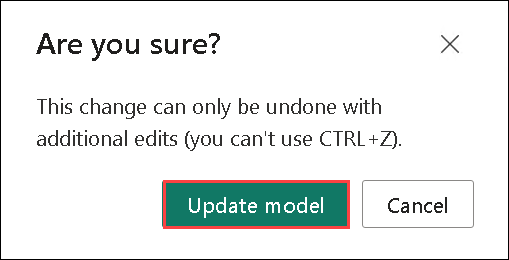 Are you sure?
This change can only be undone with
additional edits (you can't use CTRL+Z).
Update model
Cancel